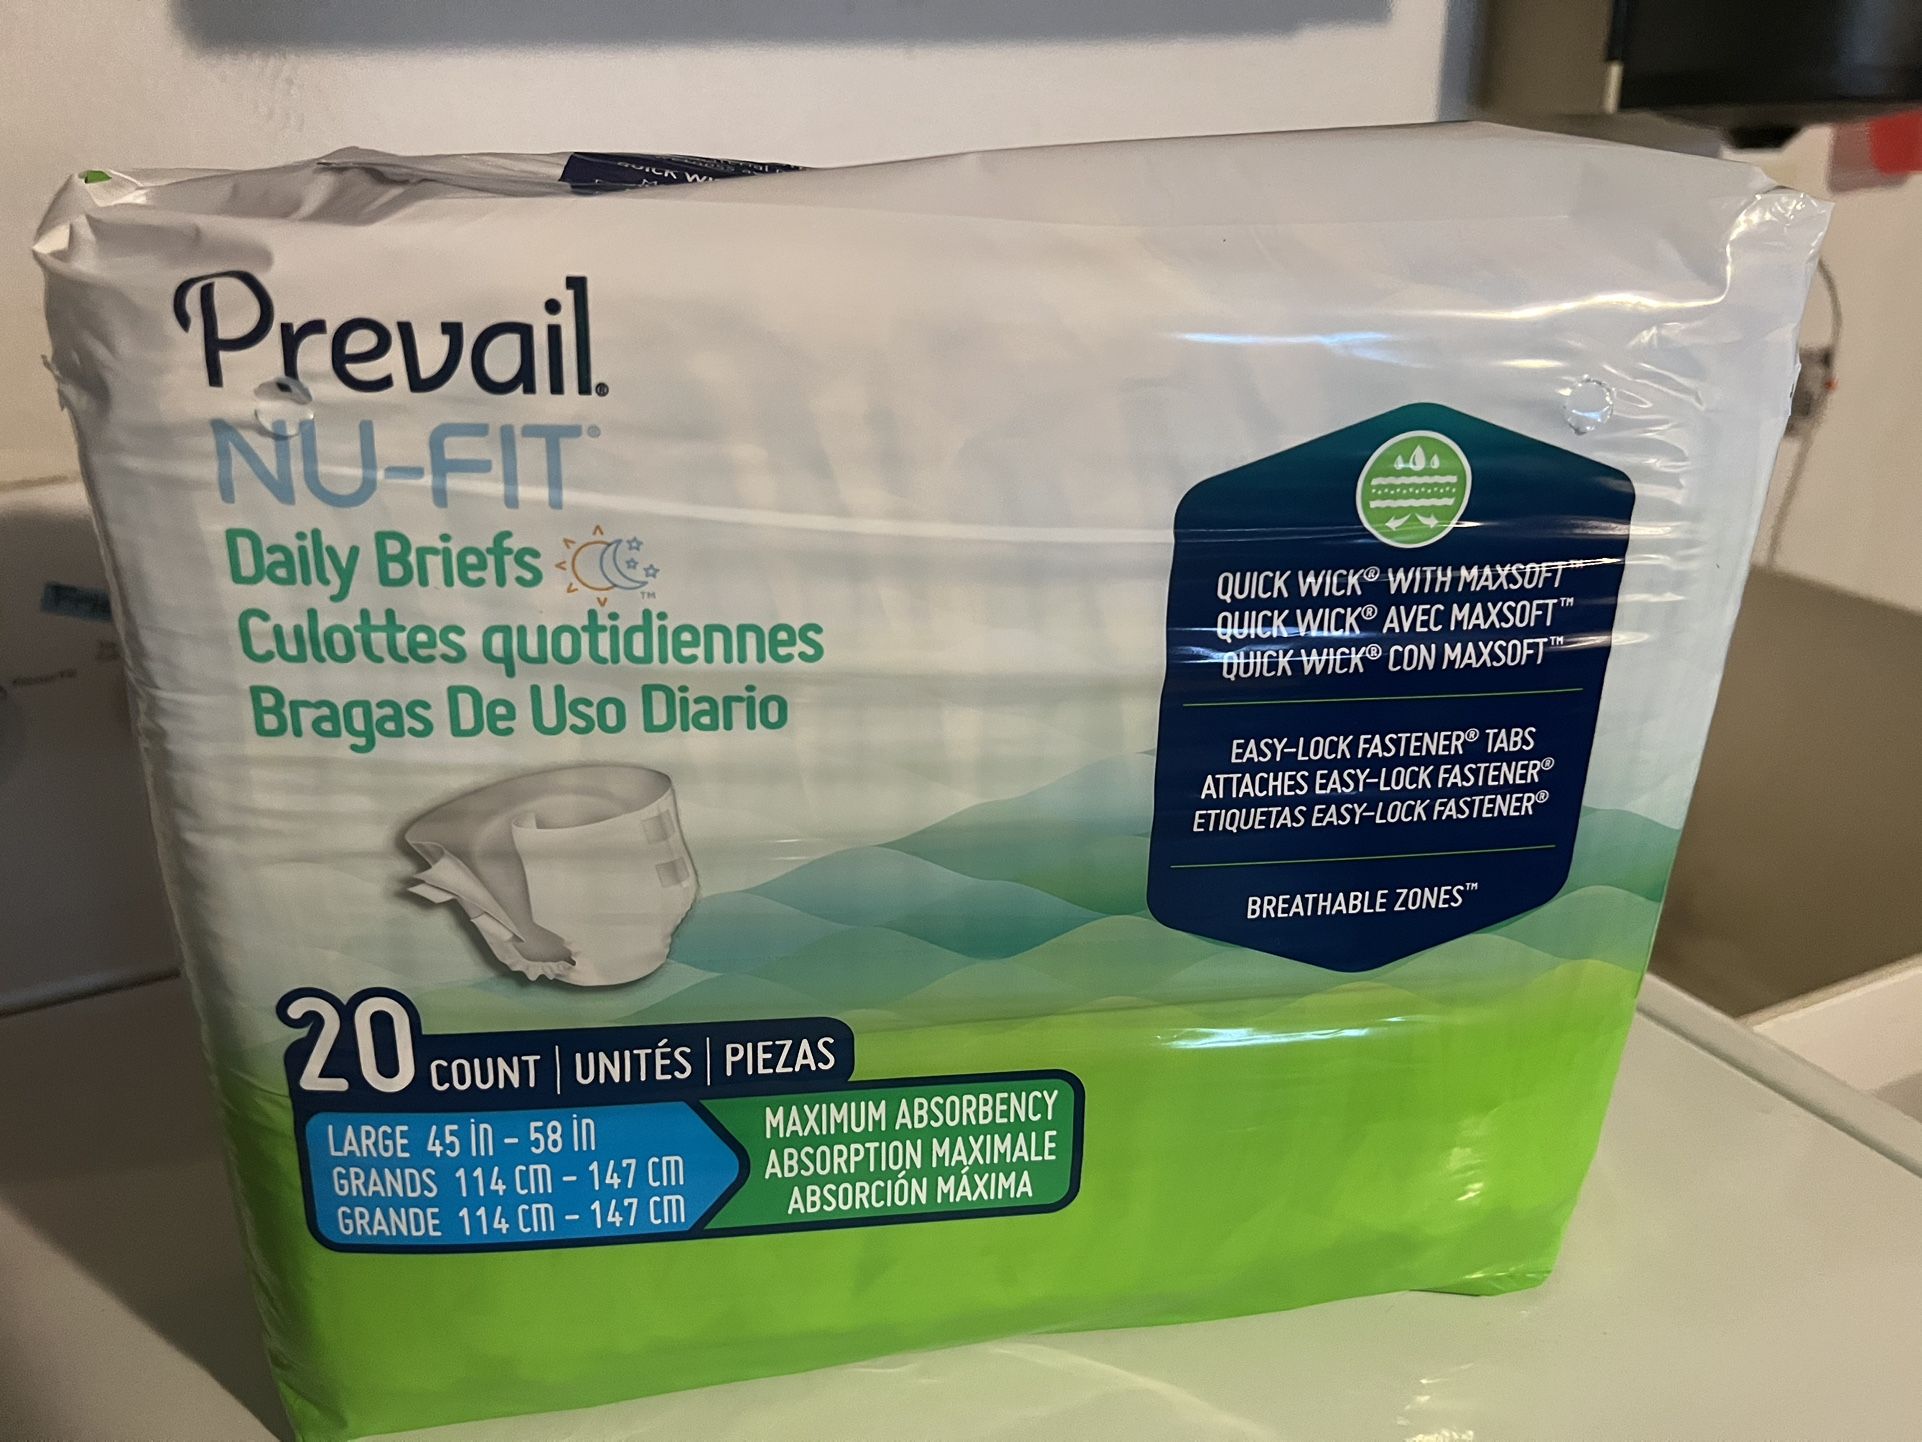 QUICK WI
Prevail®
NU-FIT®
Daily Briefs ™
Culottes quotidiennes
Bragas De Uso Diario
QUICK WICK® WITH MAXSOFT™
QUICK WICK® AVEC MAXSOFT™
QUICK WICK® CON MAXSOFT™
EASY-LOCK FASTENER® TABS
ATTACHES EASY-LOCK FASTENER®
ETIQUETAS EASY-LOCK FASTENER®
BREATHABLE ZONES™
20 COUNT | UNITÉS | PIEZAS
LARGE 45 in - 58 in
GRANDS 114 cm - 147 cm
GRANDE 114 cm - 147 cm
MAXIMUM ABSORBENCY
ABSORPTION MAXIMALE
ABSORCIÓN MÁXIMA